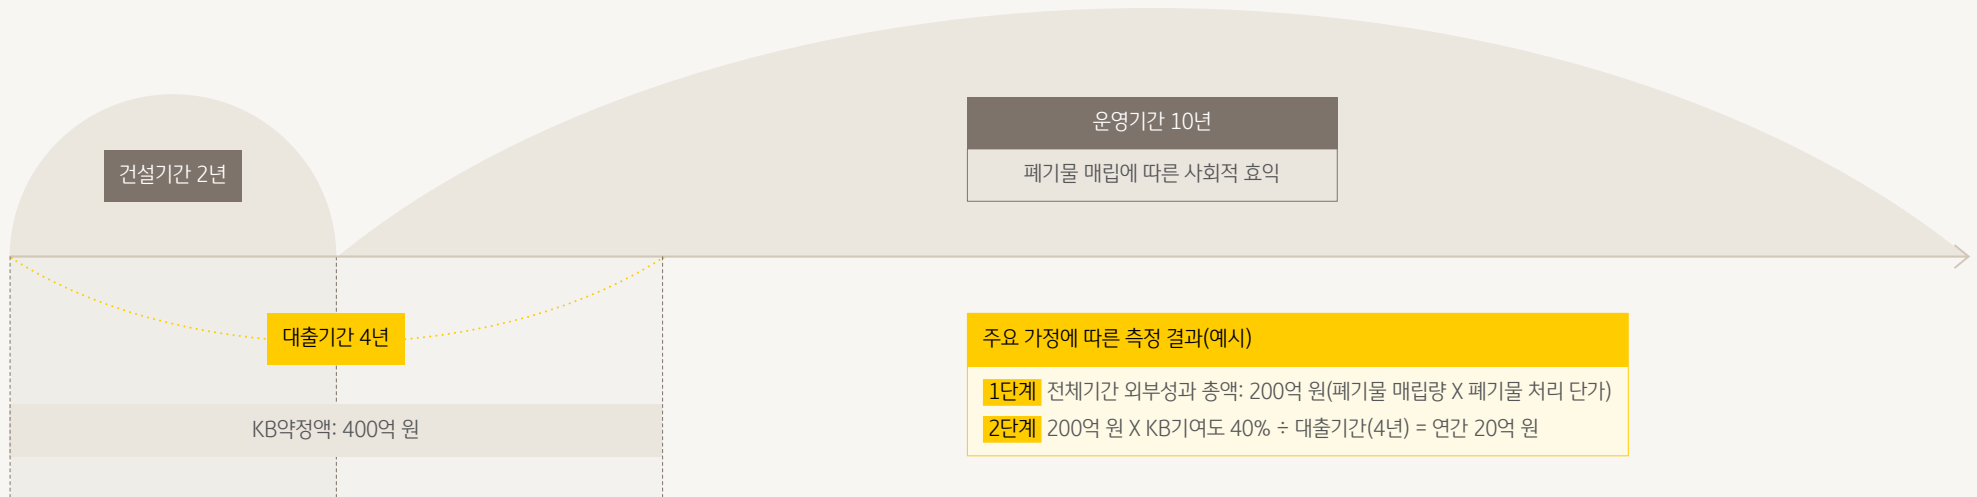 운영기간 10년
폐기물 매립에 따른 사회적 효익
건설기간 2년
대출기간 4년
KB약정액: 400억 원
주요 가정에 따른 측정 결과(예시)
1단계 전체기간 외부성과 총액: 200억 원(폐기물 매립량 X 폐기물 처리 단가)
2단계 200억 원 X KB기여도 40% ÷ 대출기간(4년) = 연간 20억 원